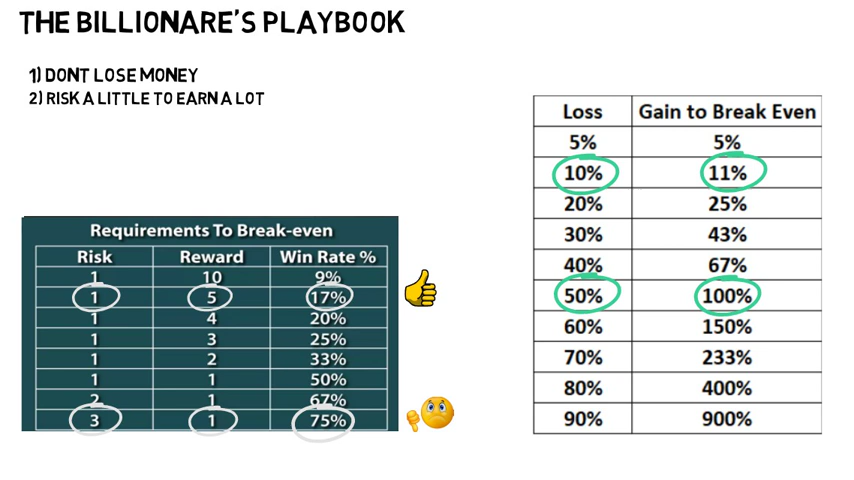 THE BILLIONARE'S PLAYBOOK
1) DONT LOSE MONEY
2) RISK A LITTLE TO EARN A LOT
Requirements To Break-even
Risk Reward Win Rate %
1 10 9%
1 5 17%
1 4 20%
1 3 25%
1 2 33%
1 1 50%
2 1 67%
3 1 75%
Loss Gain to Break Even
5% 5%
10% 11%
20% 25%
30% 43%
40% 67%
50% 100%
60% 150%
70% 233%
80% 400%
90% 900%